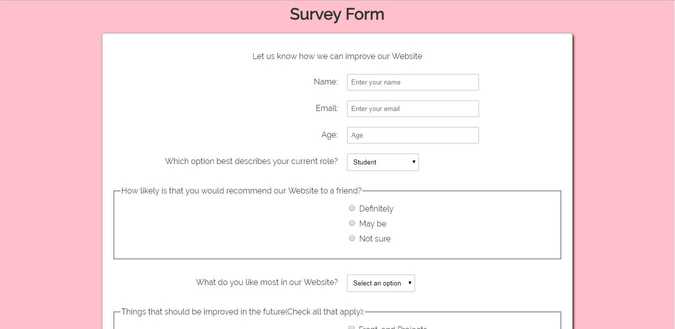 Survey Form
Let us know how we can improve our Website
Name: Enter your name
Email: Enter your email
Age: Age
Which option best describes your current role? Student
How likely is that you would recommend our Website to a friend?
Definitely
May be
Not sure
What do you like most in our Website? Select an option
Things that should be improved in the future(Check all that apply):
Front-end Projects